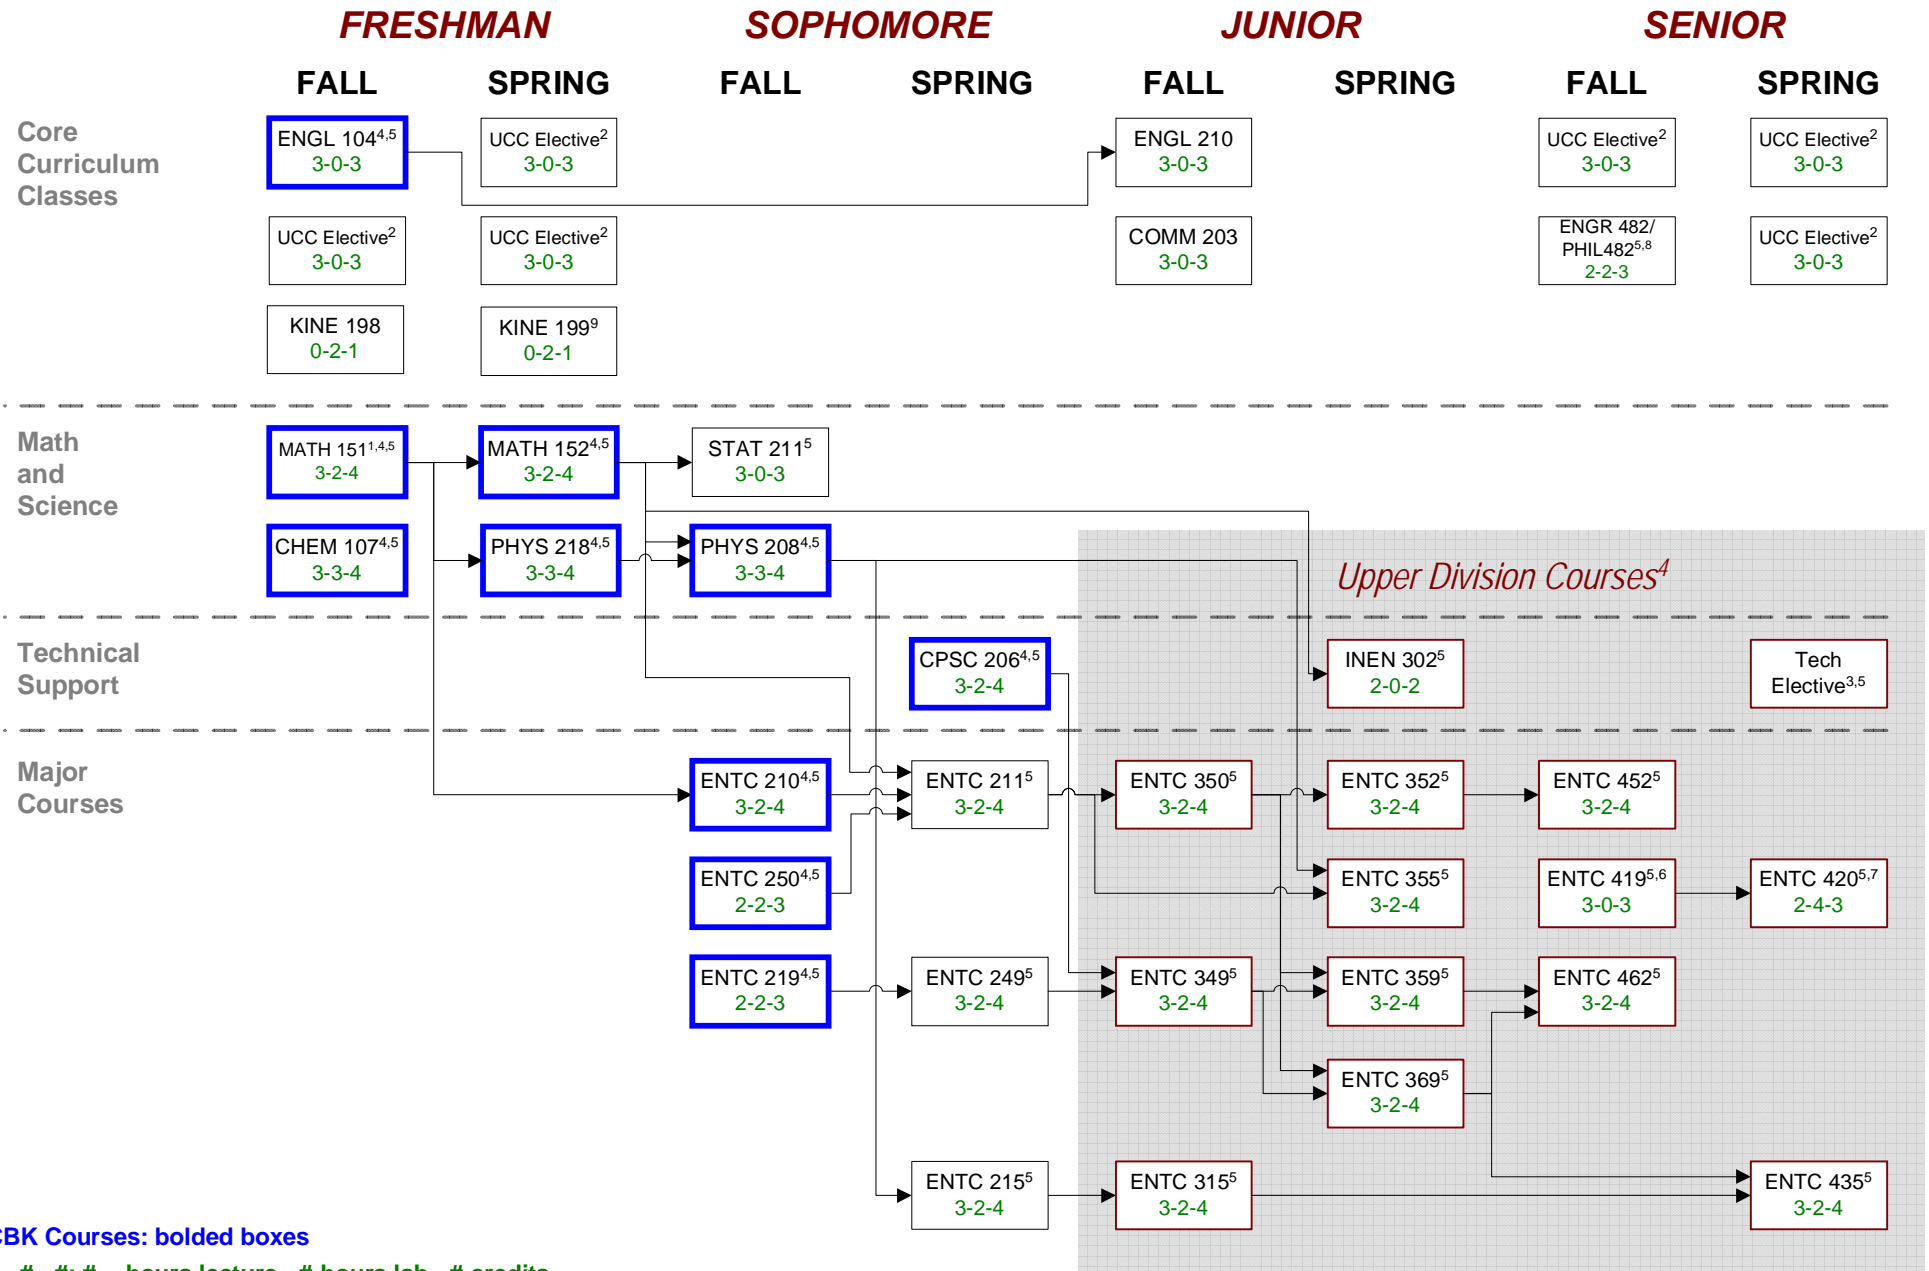 FRESHMAN SOPHOMORE JUNIOR SENIOR
FALL SPRING FALL SPRING FALL SPRING FALL SPRING
Core
Curriculum
Classes
ENGL 104⁴,⁵
3-0-3
UCC Elective²
3-0-3
ENGL 210
3-0-3
UCC Elective²
3-0-3
UCC Elective²
3-0-3
UCC Elective²
3-0-3
UCC Elective²
3-0-3
COMM 203
3-0-3
ENGR 482/
PHIL482⁵,⁸
2-2-3
UCC Elective²
3-0-3
KINE 198
0-2-1
KINE 199⁹
0-2-1
Math
and
Science
MATH 151¹,⁴,⁵
3-2-4
MATH 152⁴,⁵
3-2-4
STAT 211⁵
3-0-3
CHEM 107⁴,⁵
3-3-4
PHYS 218⁴,⁵
3-3-4
PHYS 208⁴,⁵
3-3-4
Upper Division Courses⁴
Technical
Support
CPSC 206⁴,⁵
3-2-4
INEN 302⁵
2-0-2
Tech
Elective³,⁵
Major
Courses
ENTC 210⁴,⁵
3-2-4
ENTC 211⁵
3-2-4
ENTC 350⁵
3-2-4
ENTC 352⁵
3-2-4
ENTC 452⁵
3-2-4
ENTC 250⁴,⁵
2-2-3
ENTC 355⁵
3-2-4
ENTC 419⁵,⁶
3-0-3
ENTC 420⁵,⁷
2-4-3
ENTC 219⁴,⁵
2-2-3
ENTC 249⁵
3-2-4
ENTC 349⁵
3-2-4
ENTC 359⁵
3-2-4
ENTC 462⁵
3-2-4
ENTC 369⁵
3-2-4
ENTC 215⁵
3-2-4
ENTC 315⁵
3-2-4
ENTC 435⁵
3-2-4
CBK Courses: bolded boxes